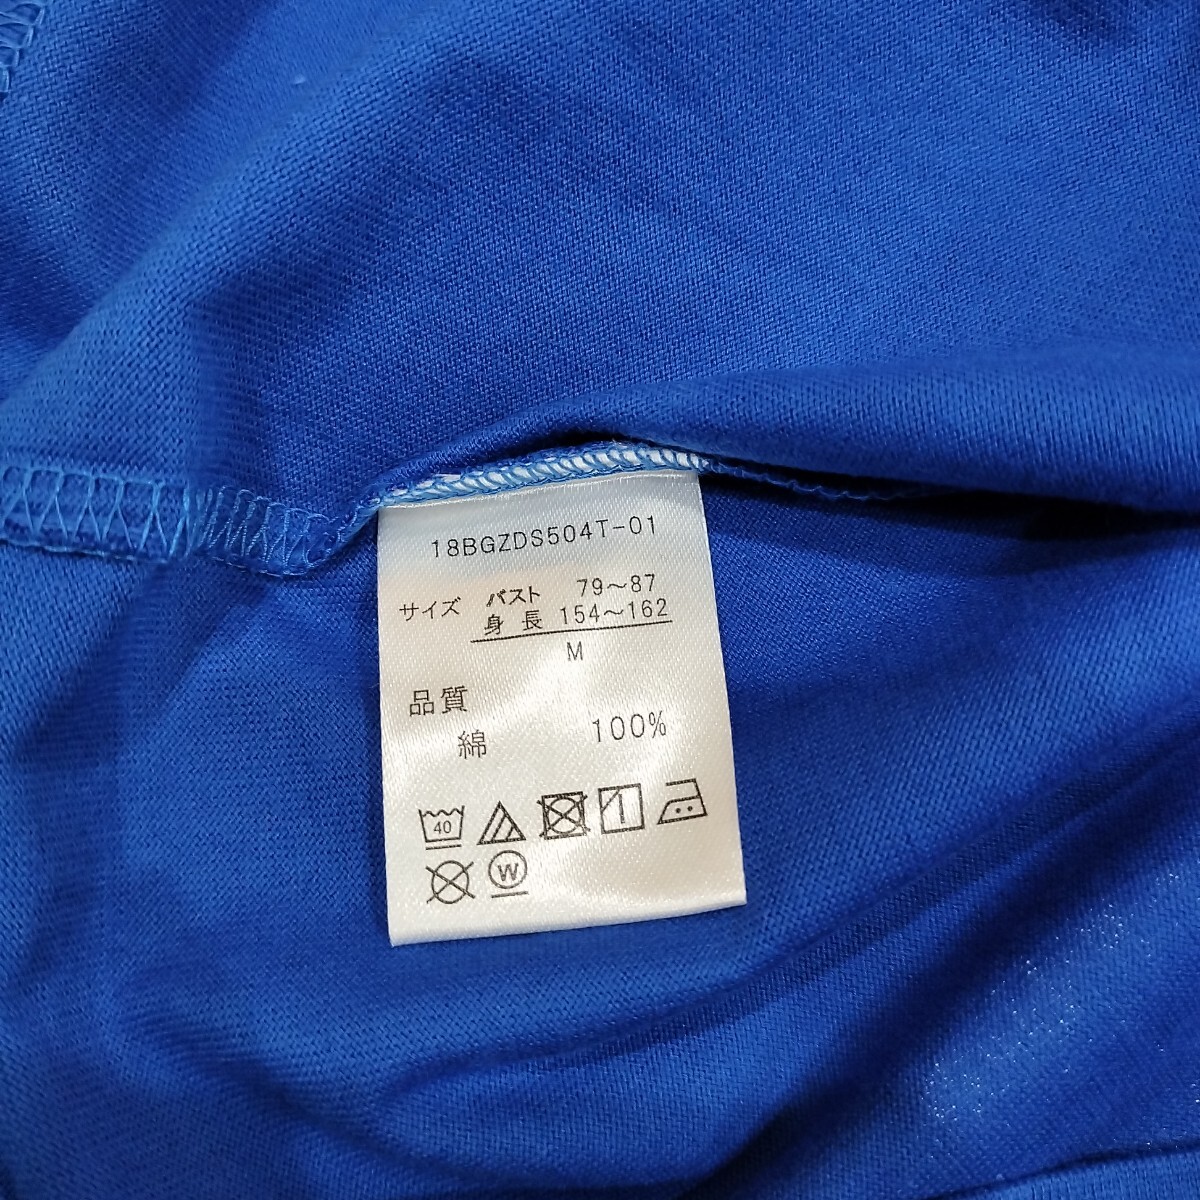 18BGZDS504T-01
サイズ バスト 79～87
身長 154～162
M
品質
綿 100%
40
W